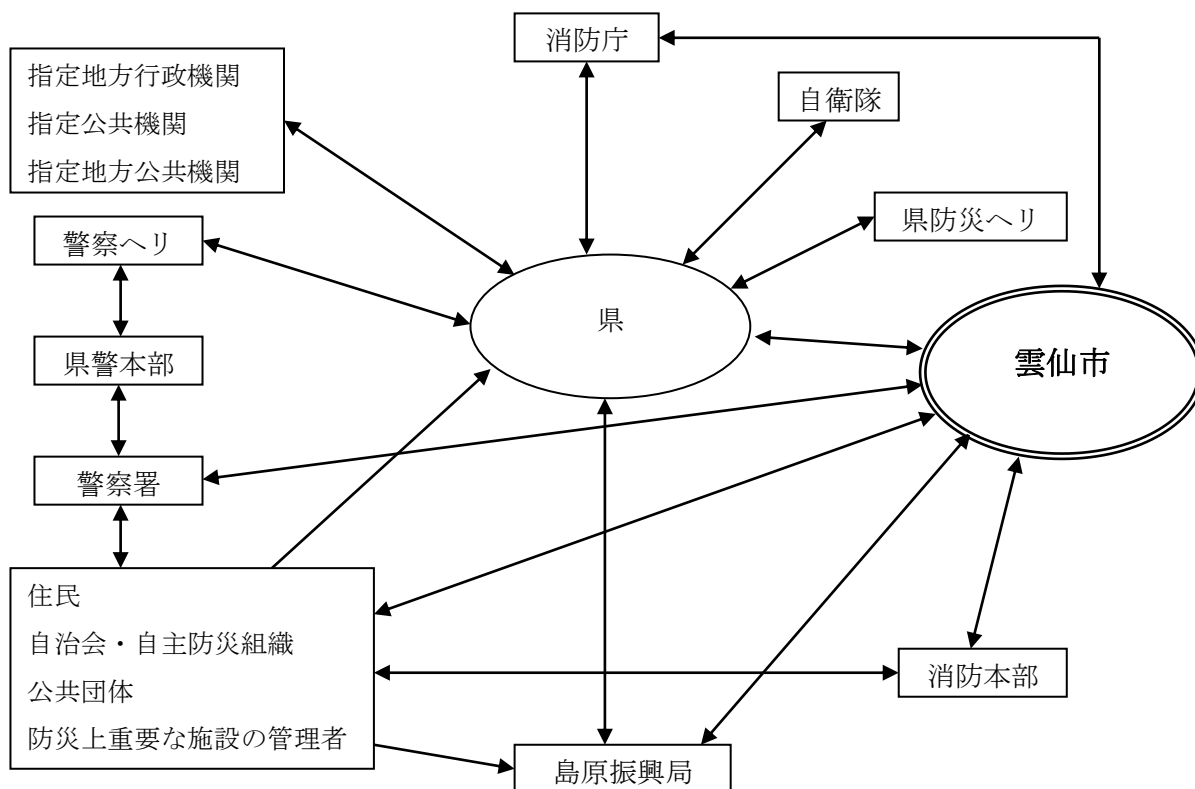 消防庁
指定地方行政機関
指定公共機関
指定地方公共機関
自衛隊
県防災ヘリ
警察ヘリ
県
雲仙市
県警本部
警察署
住民
自治会・自主防災組織
公共団体
防災上重要な施設の管理者
消防本部
島原振興局